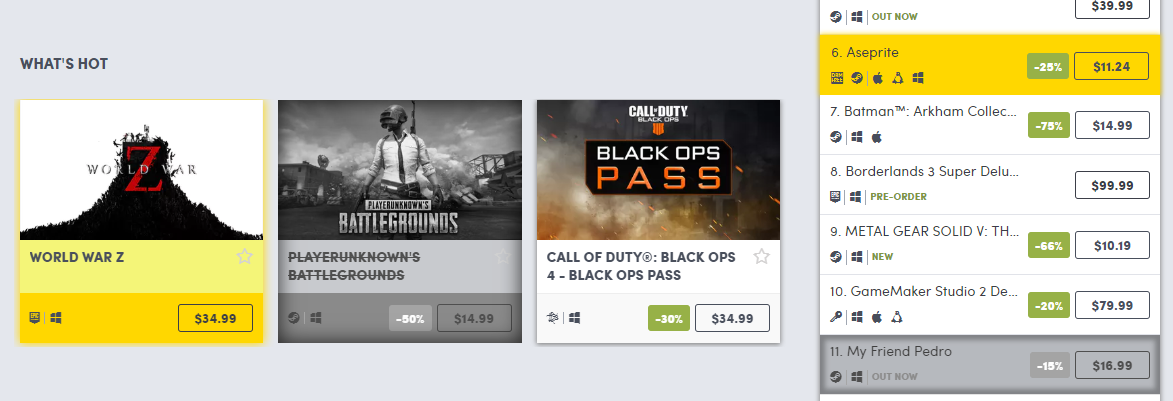 WHAT'S HOT
WORLD WAR
Z
WORLD WAR Z
$34.99
PLAYERUNKNOWN'S
BATTLEGROUNDS
PLAYERUNKNOWN'S
BATTLEGROUNDS
-50%
$14.99
CALL OF DUTY
BLACK OPS
BLACK OPS
PASS
CALL OF DUTY®: BLACK OPS
4 - BLACK OPS PASS
-30%
$34.99
$39.99
OUT NOW
6. Aseprite
DRM
FREE
-25%
$11.24
7. Batman™: Arkham Collec...
-75%
$14.99
8. Borderlands 3 Super Delu...
PRE-ORDER
$99.99
9. METAL GEAR SOLID V: TH...
NEW
-66%
$10.19
10. GameMaker Studio 2 De...
-20%
$79.99
11. My Friend Pedro
OUT NOW
-15%
$16.99